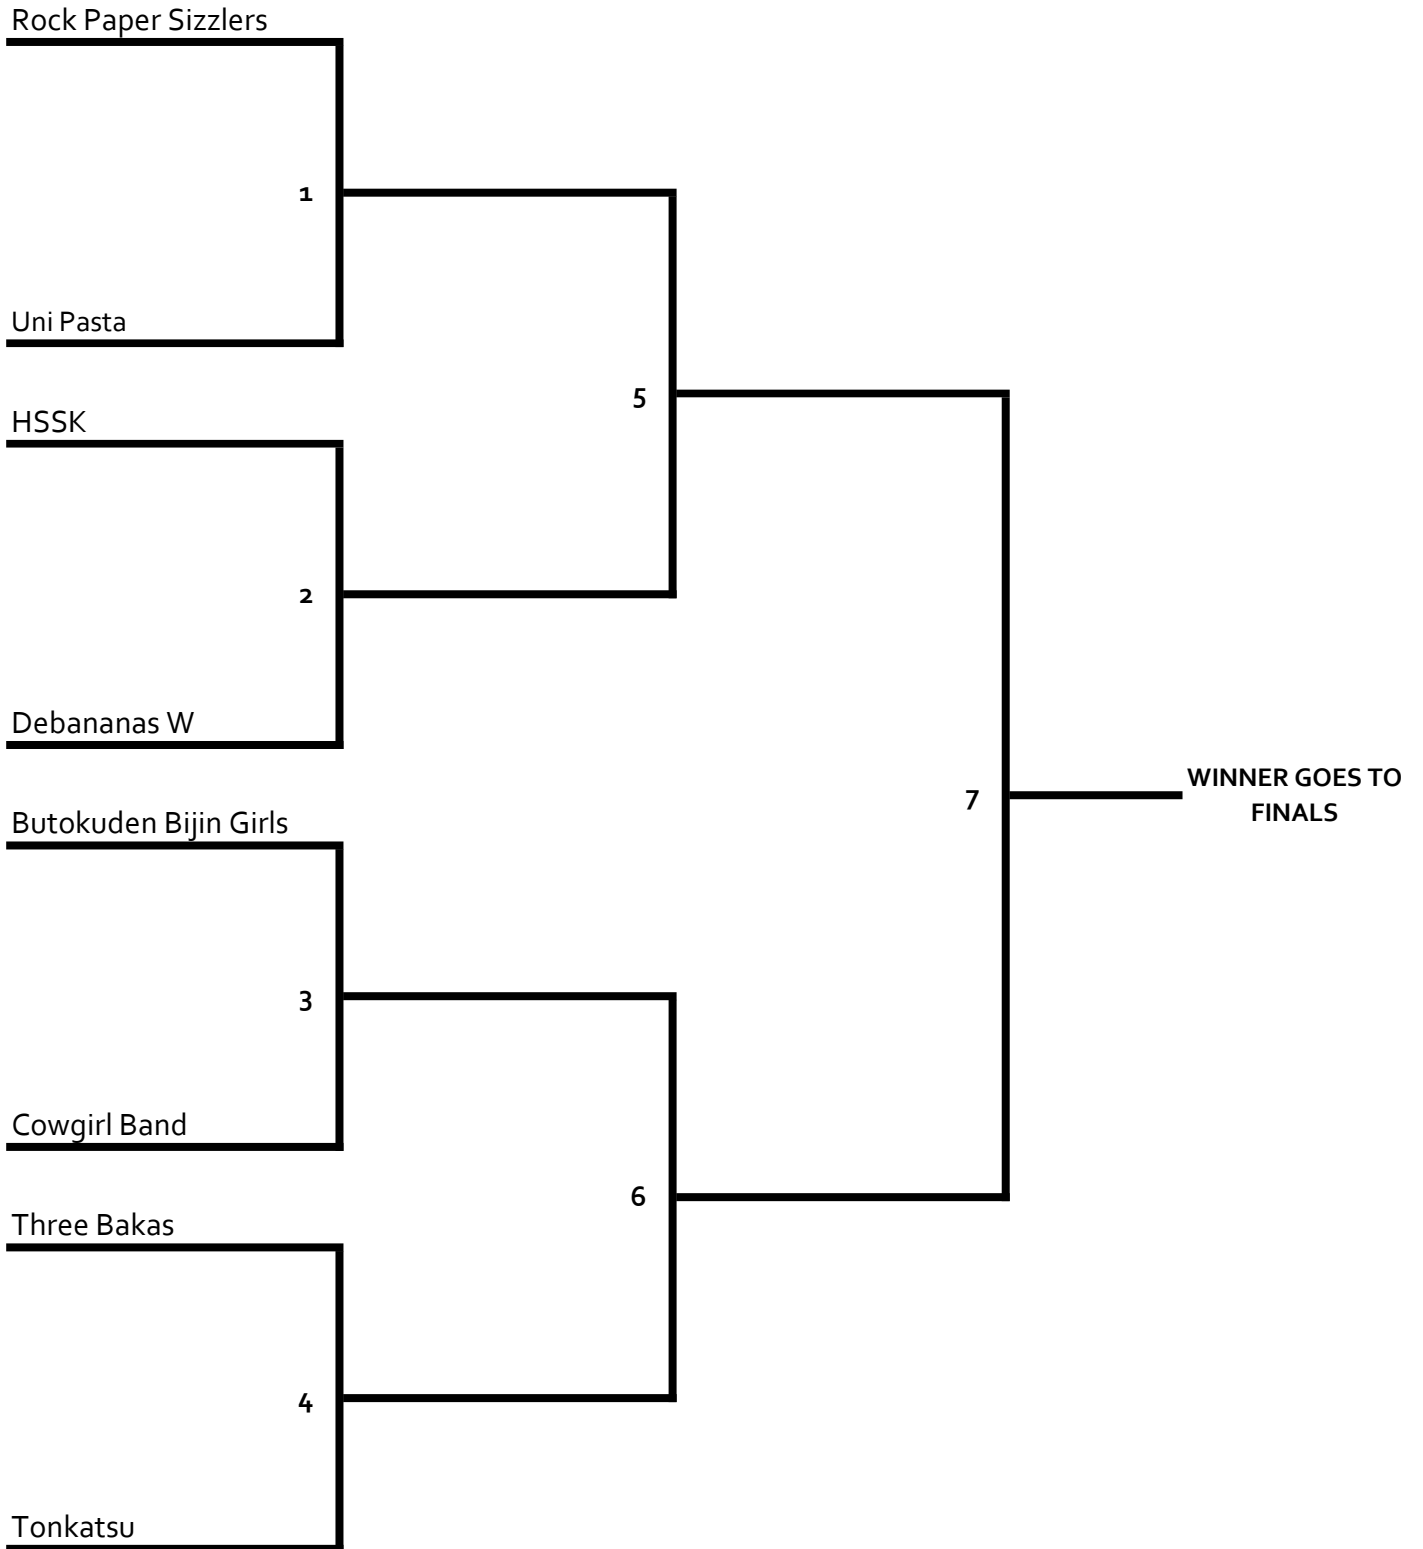 Rock Paper Sizzlers
1
Uni Pasta
5
HSSK
2
Debananas W
WINNER GOES TO
FINALS
7
Butokuden Bijin Girls
3
Cowgirl Band
6
Three Bakas
4
Tonkatsu